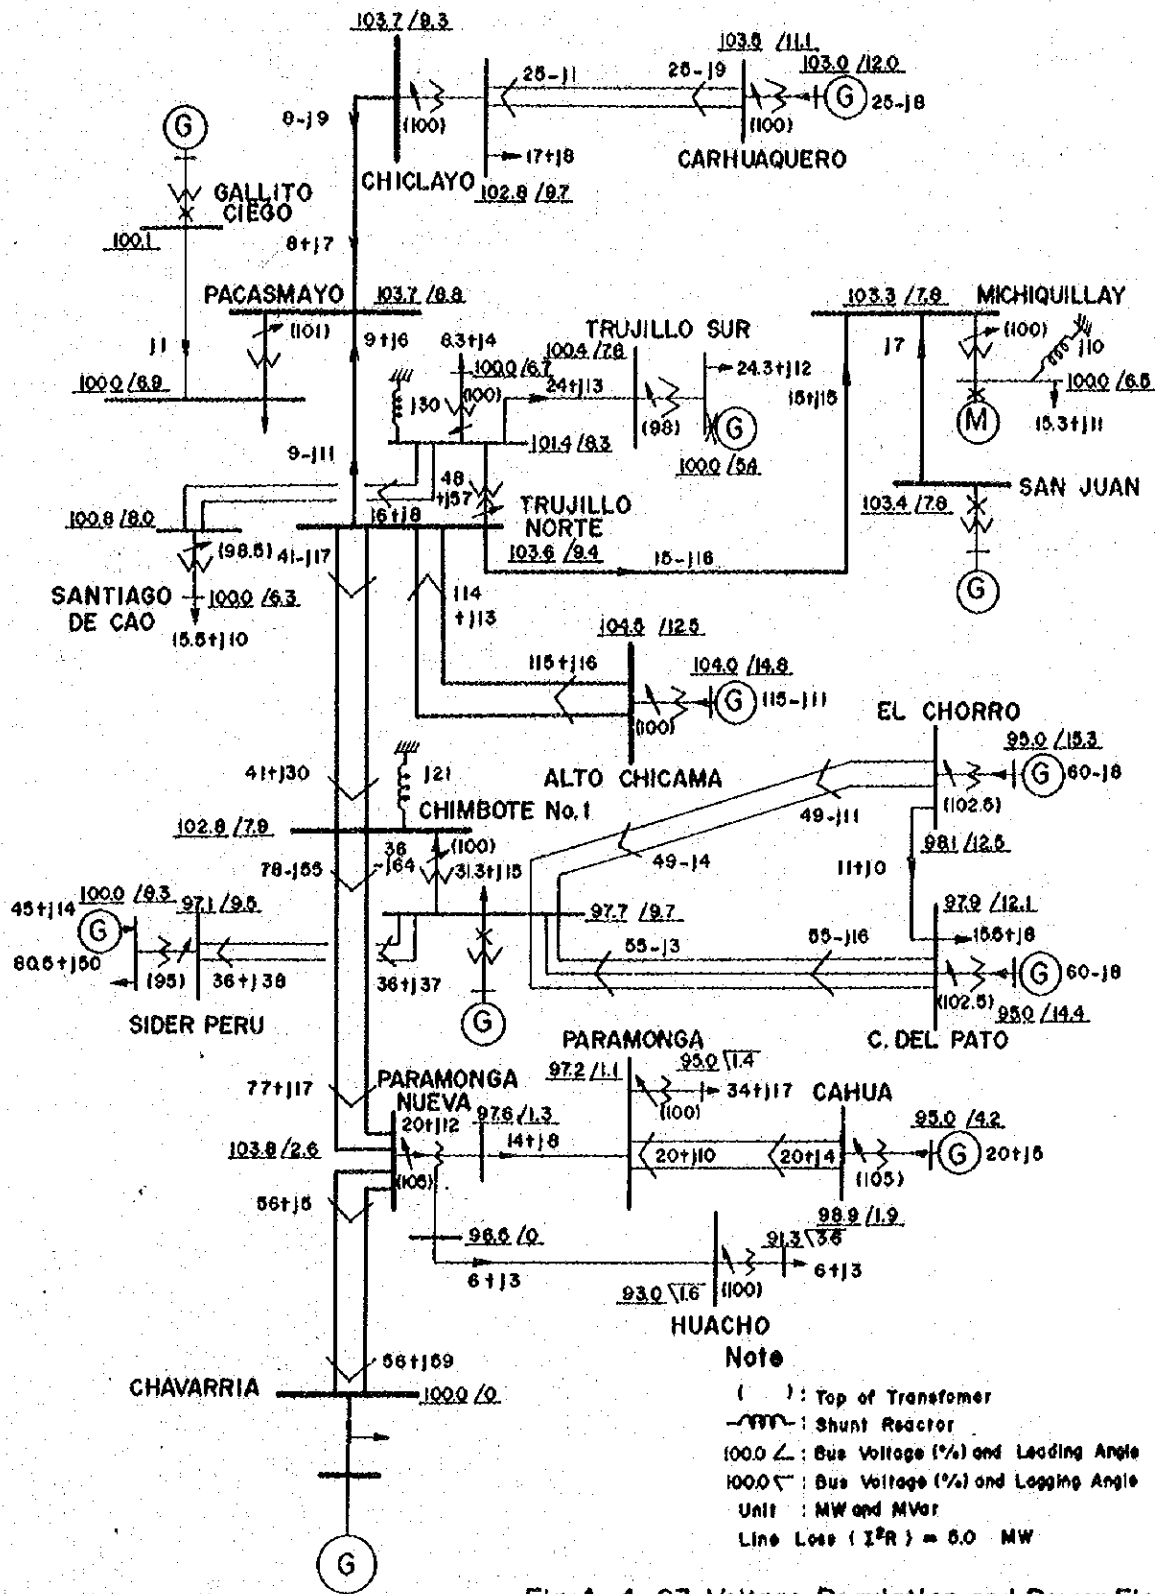 103.7 /9.3
103.5 /11.1
103.0 /12.0
25-j1
25-j9
G
25-j8
8-j9
(100)
(100)
G
CARHUAQUERO
17+j8
CHICLAYO
102.8 /9.7
GALLITO
CIEGO
100.1
8+j7
PACASMAYO
103.7 /8.8
103.3 /7.8
MICHIQUILLAY
(101)
9+j6
8.3+j4
TRUJILLO SUR
(100)
j10
j1
100.4 /7.8
j7
100.0 /6.7
24.3+j12
100.0 /6.9
24+j13
100.0 /6.5
j30
(100)
(98)
15+j15
M
15.3+j11
G
9-j11
101.4 /8.3
100.0 /5.4
48
+j57
SAN JUAN
100.8 /8.0
16+j8
TRUJILLO
NORTE
103.4 /7.8
(98.5)
41-j17
103.6 /9.4
15-j16
SANTIAGO
DE CAO
100.0 /6.3
114
+j13
G
15.5+j10
104.5 /12.5
115+j16
104.0 /14.8
G
115-j11
(100)
EL CHORRO
95.0 /15.3
41+j30
j21
ALTO CHICAMA
G
60-j8
CHIMBOTE No.1
49-j11
(102.5)
102.8 /7.9
36
-j64
(100)
98.1 /12.5
78-j55
31.3+j15
49-j4
11+j0
100.0 /8.3
45+j14
97.1 /9.5
97.7 /9.7
97.9 /12.1
G
55-j3
55-j16
15.5+j8
80.5+j50
(95)
36+j38
36+j37
G
60-j8
(102.5)
SIDER PERU
G
95.0 /14.4
PARAMONGA
C. DEL PATO
97.2 /1.1
95.0 \1.4
77+j17
PARAMONGA
NUEVA
34+j17
CAHUA
(100)
20+j12
97.6 /1.3
95.0 /4.2
103.8 /2.6
14+j8
20+j10
20+j4
G
20+j5
(105)
(105)
56+j5
98.9 /1.9
96.5 /0
91.3 \3.6
6+j3
6+j3
93.0 \1.6
(100)
HUACHO
56+j59
CHAVARRIA
100.0 /0
G
Note
( ) : Top of Transfomer
: Shunt Reactor
100.0 ∠ : Bus Voltage (%) and Leading Angle
100.0 : Bus Voltage (%) and Lagging Angle
Unit : MW and MVar
Line Loss ( I²R ) = 5.0 MW